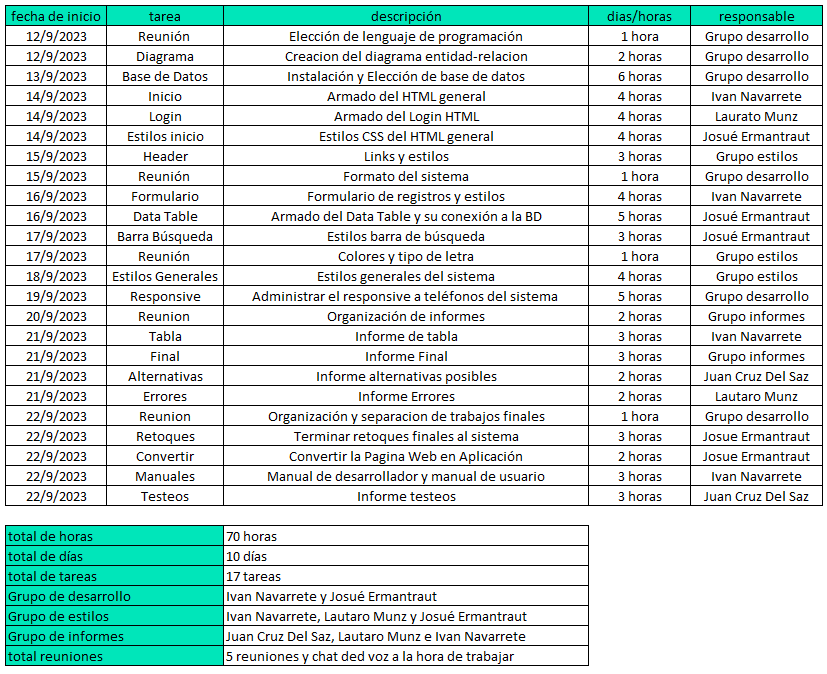 fecha de inicio tarea descripción dias/horas responsable
12/9/2023 Reunión Elección de lenguaje de programación 1 hora Grupo desarrollo
12/9/2023 Diagrama Creacion del diagrama entidad-relacion 2 horas Grupo desarrollo
13/9/2023 Base de Datos Instalación y Elección de base de datos 6 horas Grupo desarrollo
14/9/2023 Inicio Armado del HTML general 4 horas Ivan Navarrete
14/9/2023 Login Armado del Login HTML 4 horas Laurato Munz
14/9/2023 Estilos inicio Estilos CSS del HTML general 4 horas Josué Ermantraut
15/9/2023 Header Links y estilos 3 horas Grupo estilos
15/9/2023 Reunión Formato del sistema 1 hora Grupo desarrollo
16/9/2023 Formulario Formulario de registros y estilos 4 horas Ivan Navarrete
16/9/2023 Data Table Armado del Data Table y su conexión a la BD 5 horas Josué Ermantraut
17/9/2023 Barra Búsqueda Estilos barra de búsqueda 3 horas Josué Ermantraut
17/9/2023 Reunión Colores y tipo de letra 1 hora Grupo estilos
18/9/2023 Estilos Generales Estilos generales del sistema 4 horas Grupo estilos
19/9/2023 Responsive Administrar el responsive a teléfonos del sistema 5 horas Grupo desarrollo
20/9/2023 Reunion Organización de informes 2 horas Grupo informes
21/9/2023 Tabla Informe de tabla 3 horas Ivan Navarrete
21/9/2023 Final Informe Final 3 horas Grupo informes
21/9/2023 Alternativas Informe alternativas posibles 2 horas Juan Cruz Del Saz
21/9/2023 Errores Informe Errores 2 horas Lautaro Munz
22/9/2023 Reunion Organización y separacion de trabajos finales 1 hora Grupo desarrollo
22/9/2023 Retoques Terminar retoques finales al sistema 3 horas Josue Ermantraut
22/9/2023 Convertir Convertir la Pagina Web en Aplicación 2 horas Josue Ermantraut
22/9/2023 Manuales Manual de desarrollador y manual de usuario 3 horas Ivan Navarrete
22/9/2023 Testeos Informe testeos 3 horas Juan Cruz Del Saz
total de horas 70 horas
total de días 10 días
total de tareas 17 tareas
Grupo de desarrollo Ivan Navarrete y Josué Ermantraut
Grupo de estilos Ivan Navarrete, Lautaro Munz y Josué Ermantraut
Grupo de informes Juan Cruz Del Saz, Lautaro Munz e Ivan Navarrete
total reuniones 5 reuniones y chat ded voz a la hora de trabajar